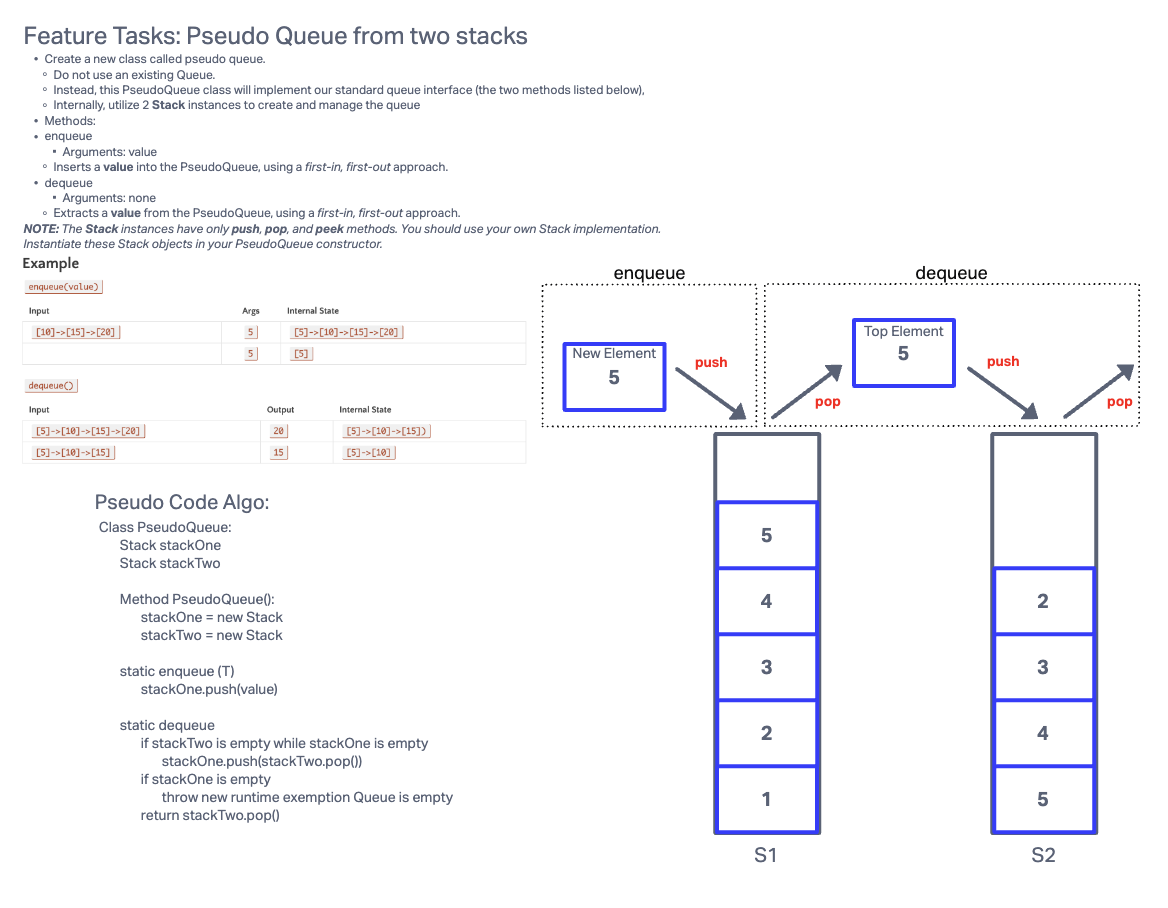 Feature Tasks: Pseudo Queue from two stacks
• Create a new class called pseudo queue.
◦ Do not use an existing Queue.
◦ Instead, this PseudoQueue class will implement our standard queue interface (the two methods listed below),
◦ Internally, utilize 2 Stack instances to create and manage the queue
• Methods:
• enqueue
▪ Arguments: value
◦ Inserts a value into the PseudoQueue, using a first-in, first-out approach.
• dequeue
▪ Arguments: none
◦ Extracts a value from the PseudoQueue, using a first-in, first-out approach.
NOTE: The Stack instances have only push, pop, and peek methods. You should use your own Stack implementation.
Instantiate these Stack objects in your PseudoQueue constructor.
Example
enqueue(value)
Input Args Internal State
[10]->[15]->[20] 5 [5]->[10]->[15]->[20]
5 [5]
dequeue()
Input Output Internal State
[5]->[10]->[15]->[20] 20 [5]->[10]->[15])
[5]->[10]->[15] 15 [5]->[10]
Pseudo Code Algo:
Class PseudoQueue:
Stack stackOne
Stack stackTwo
Method PseudoQueue():
stackOne = new Stack
stackTwo = new Stack
static enqueue (T)
stackOne.push(value)
static dequeue
if stackTwo is empty while stackOne is empty
stackOne.push(stackTwo.pop())
if stackOne is empty
throw new runtime exemption Queue is empty
return stackTwo.pop()
enqueue
dequeue
New Element
5
push
pop
Top Element
5
push
pop
5
4
3
2
1
S1
2
3
4
5
S2